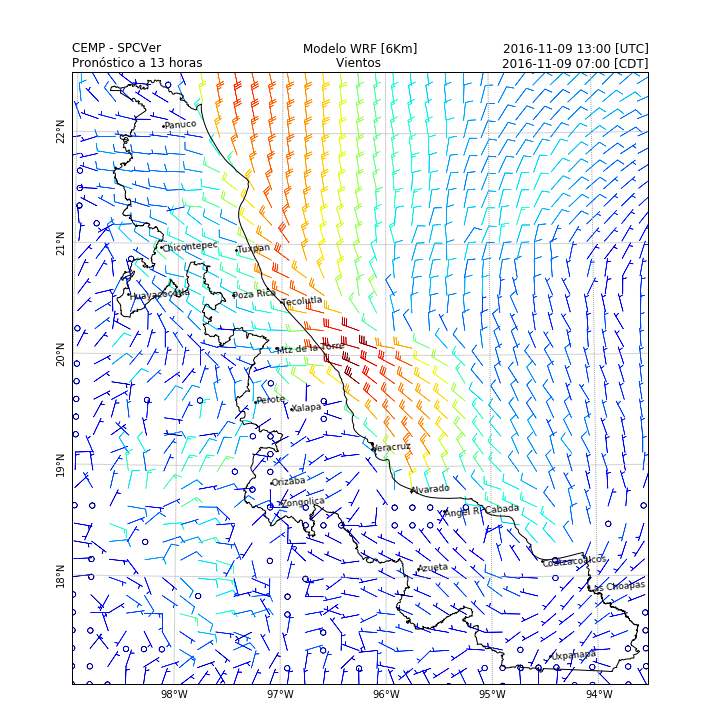 CEMP - SPCVer Modelo WRF [6Km] 2016-11-09 13:00 [UTC]
Pronóstico a 13 horas Vientos 2016-11-09 07:00 [CDT]
22°N
Panuco
21°N
Chicontepec Tuxpan
Huayacocotla Poza Rica Tecolutla
20°N
Mtz de la Torre
Perote Xalapa
Veracruz
19°N
Orizaba Alvarado
Zongolica Angel R. Cabada
18°N
Azueta Coatzacoalcos
Las Choapas
Uxpanapa
98°W 97°W 96°W 95°W 94°W